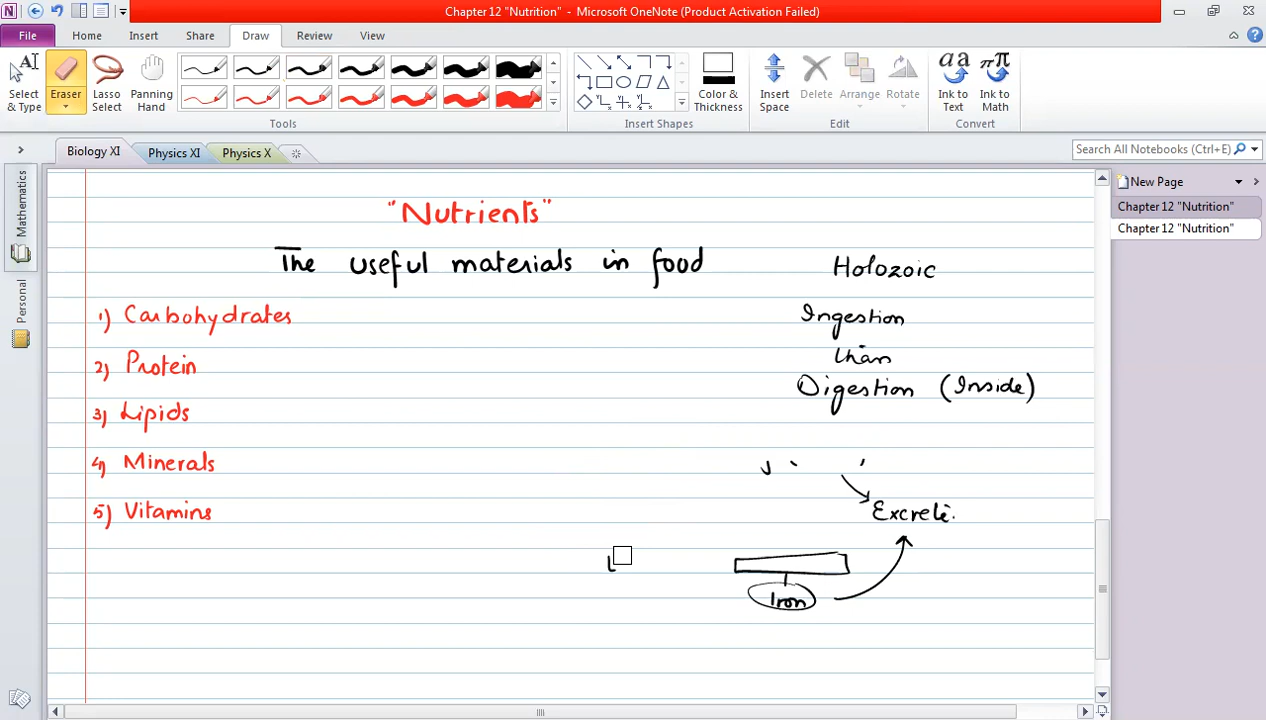 Chapter 12 "Nutrition" - Microsoft OneNote (Product Activation Failed)
File Home Insert Share Draw Review View
Select & Type
Eraser
Lasso Select
Panning Hand
Color & Thickness
Insert Space
Delete
Arrange
Rotate
Ink to Text
Ink to Math
Tools Insert Shapes Edit Convert
Biology XI Physics XI Physics X
Search All Notebooks (Ctrl+E)
Mathematics
Personal
New Page
Chapter 12 "Nutrition"
Chapter 12 "Nutrition"
"Nutrients"
The useful materials in food
1) Carbohydrates
2) Protein
3) Lipids
4) Minerals
5) Vitamins
Holozoic
Ingestion
than
Digestion (Inside)
Excrete.
Iron